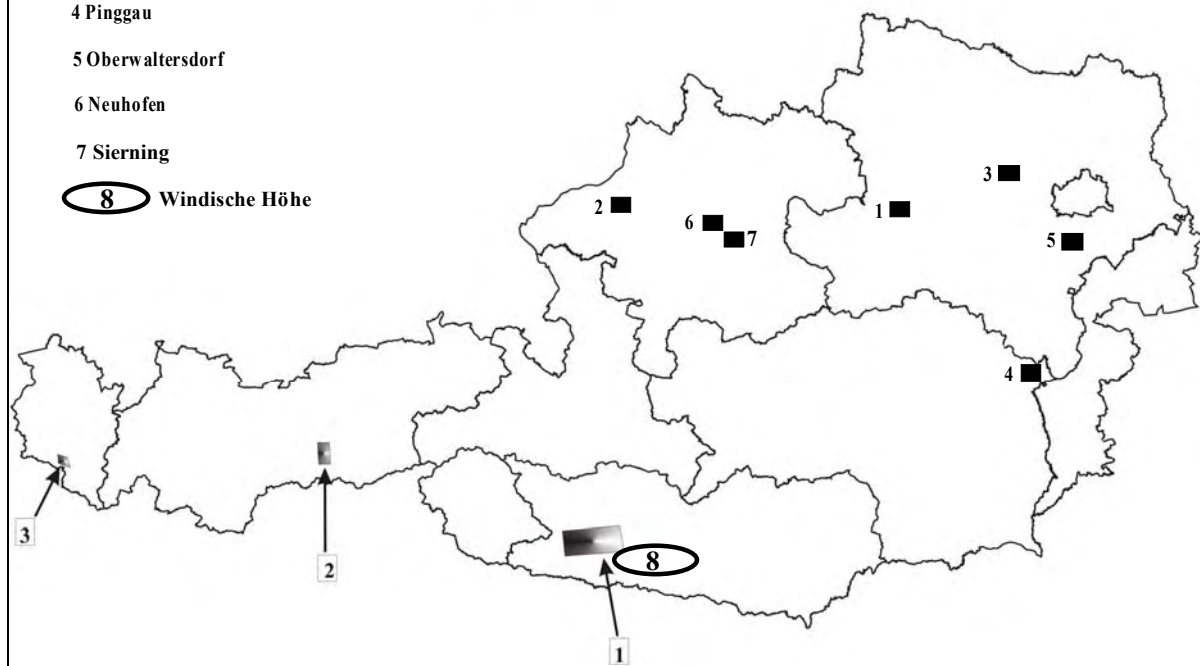 4 Pinggau
5 Oberwaltersdorf
6 Neuhofen
7 Sierning
8 Windische Höhe
3
2
1
6
7
5
4
3
2
8
1